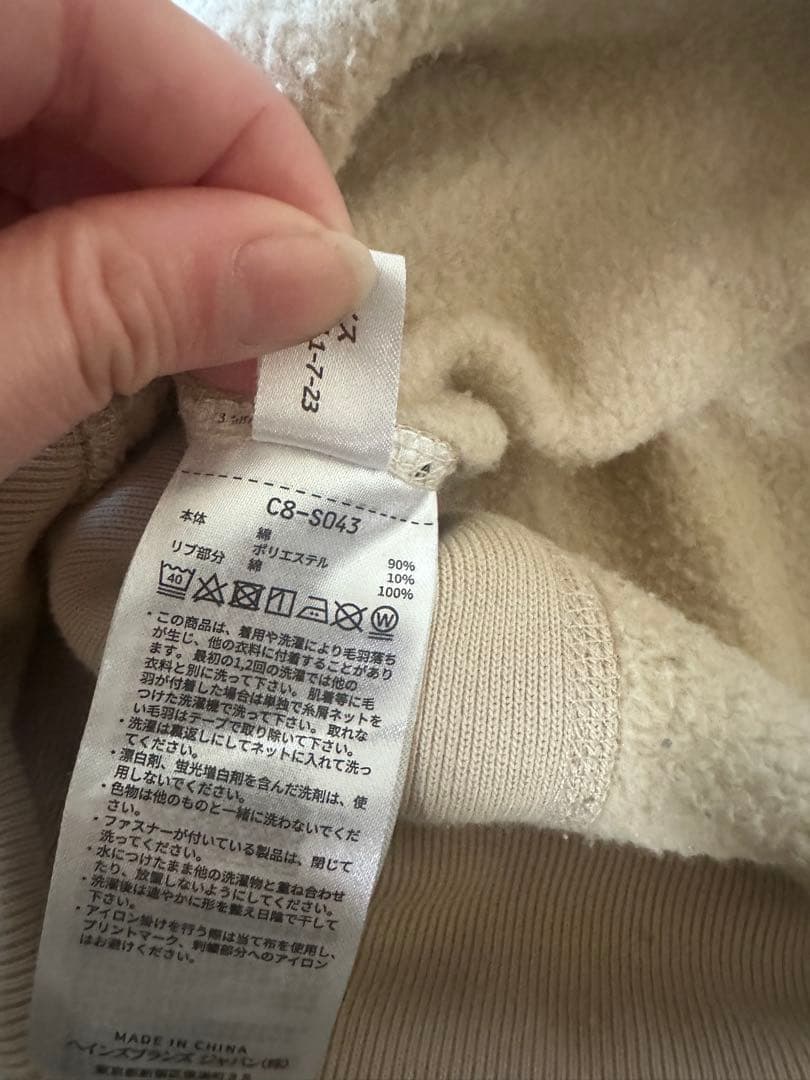 ス
1-7-23
C8-S043
本体 綿 90%
ポリエステル 10%
リブ部分 綿 100%
40 W
・この商品は、着用や洗濯により毛羽落ち
が生じ、他の衣料に付着することがあり
ます。最初の1,2回の洗濯では他の
衣料と別に洗って下さい。肌着等に毛
羽が付着した場合は単独で糸屑ネットを
つけた洗濯機で洗って下さい。取れな
い毛羽はテープで取り除いて下さい。
・洗濯は裏返しにしてネットに入れて洗っ
てください。
・漂白剤、蛍光増白剤を含んだ洗剤は、使
用しないでください。
・色物は他のものと一緒に洗わないでくだ
さい。
・ファスナーが付いている製品は、閉じて
洗ってください。
・水につけたまま他の洗濯物と重ね合わせ
たり、放置しないようにしてください。
・洗濯後は速やかに形を整え日陰で干して
下さい。
・アイロン掛けを行う際は当て布を使用し、
プリントマーク、刺繍部分へのアイロン
はお避けください。
MADE IN CHINA
ヘインズブランズ ジャパン(株)